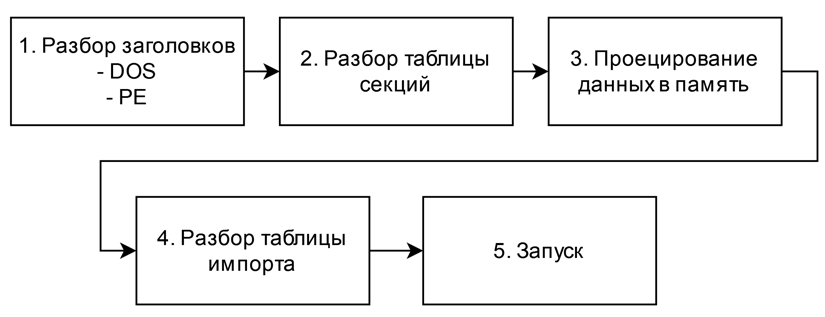 1. Разбор заголовков
- DOS
- PE
2. Разбор таблицы
секций
3. Проецирование
данных в память
4. Разбор таблицы
импорта
5. Запуск